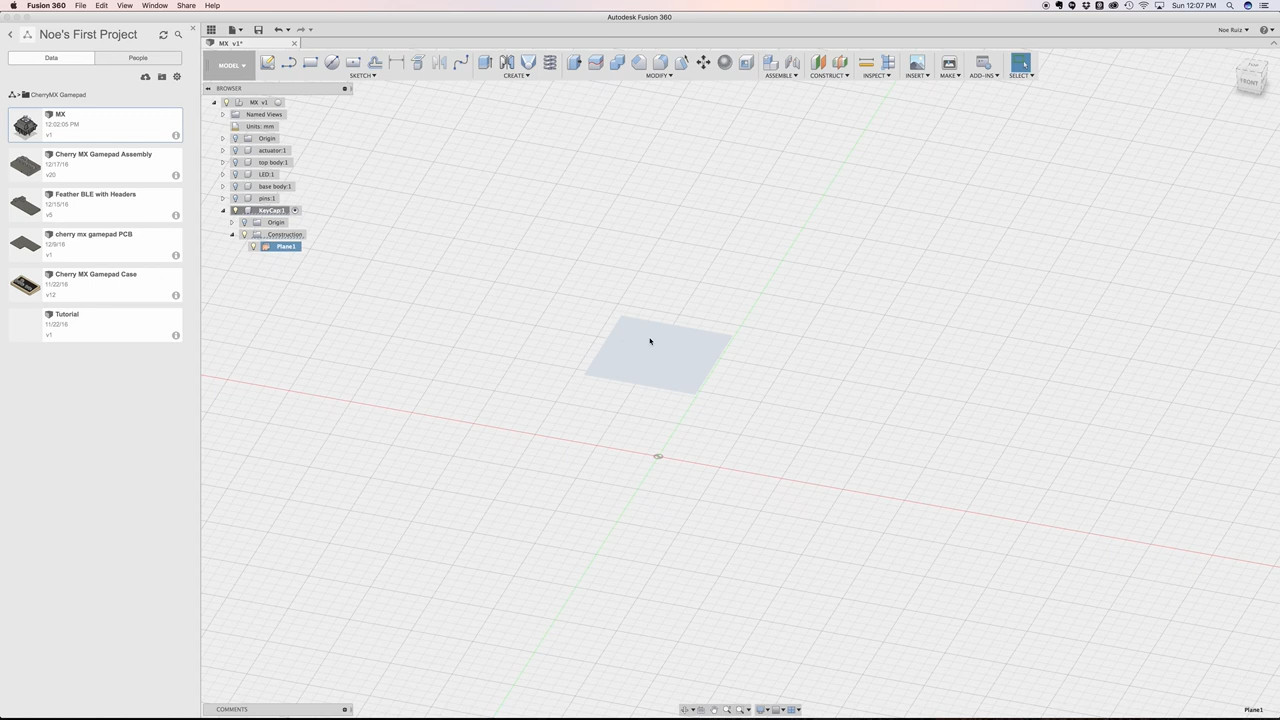 Fusion 360 File Edit View Window Share Help Sun 12:07 PM
Autodesk Fusion 360
Noe's First Project
Noe Ruiz
MX v1*
Data People
MODEL SKETCH CREATE MODIFY ASSEMBLE CONSTRUCT INSPECT INSERT MAKE ADD-INS SELECT
FRONT
BROWSER
CherryMX Gamepad
MX v1
Named Views
Units: mm
Origin
actuator:1
top body:1
LED:1
base body:1
pins:1
KeyCap:1
Origin
Construction
Plane1
MX
12:02:05 PM
v1
Cherry MX Gamepad Assembly
12/17/16
v20
Feather BLE with Headers
12/15/16
v5
cherry mx gamepad PCB
12/9/16
v1
Cherry MX Gamepad Case
11/22/16
v12
Tutorial
11/22/16
v1
COMMENTS
Plane1